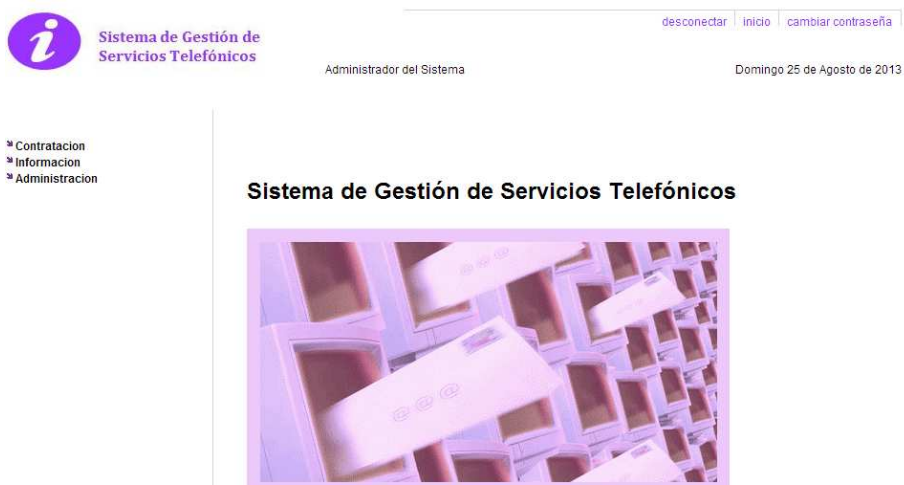 desconectar inicio cambiar contraseña
Sistema de Gestión de
Servicios Telefónicos
Administrador del Sistema
Domingo 25 de Agosto de 2013
Contratacion
Informacion
Administracion
Sistema de Gestión de Servicios Telefónicos
@ @ @
@ @ @